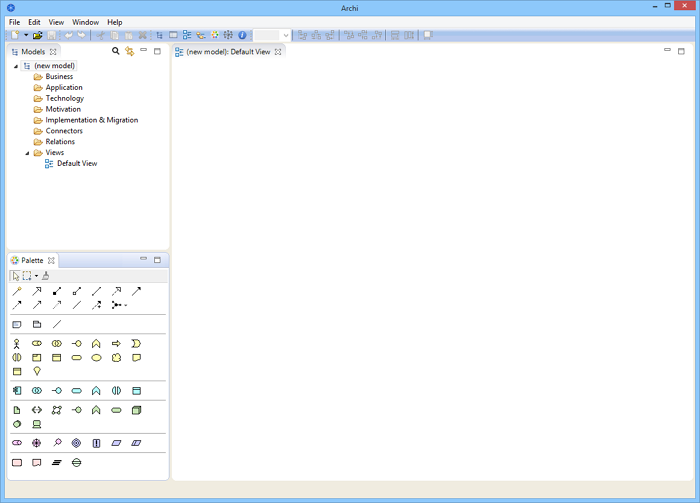 Archi
File Edit View Window Help
Models
(new model)
Business
Application
Technology
Motivation
Implementation & Migration
Connectors
Relations
Views
Default View
(new model): Default View
Palette